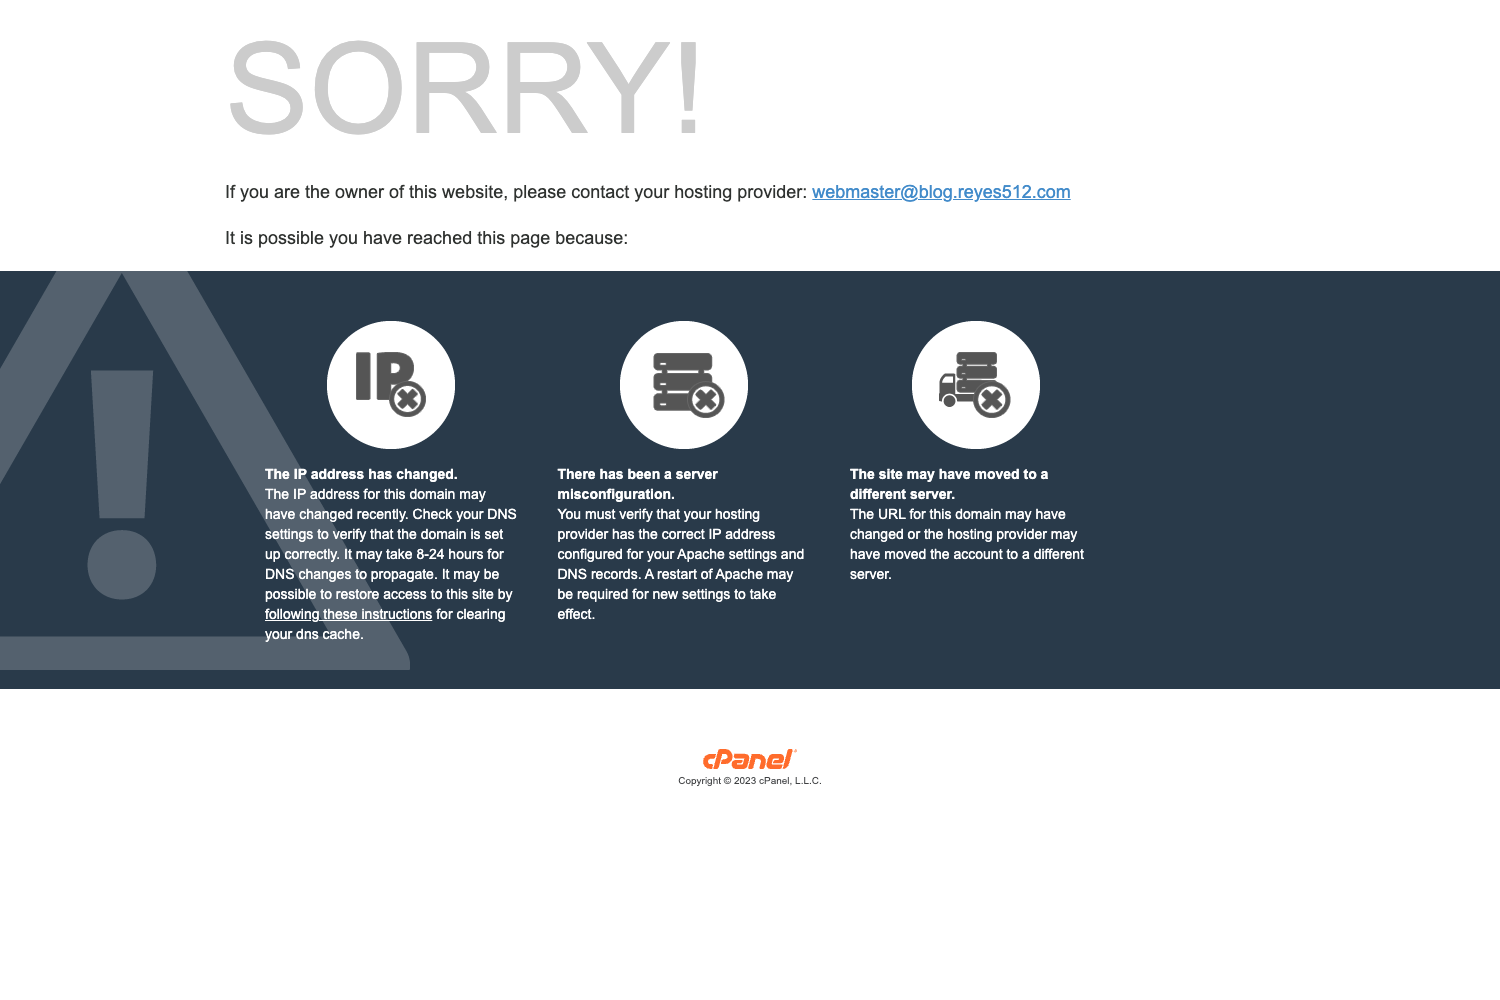 SORRY!
If you are the owner of this website, please contact your hosting provider: webmaster@blog.reyes512.com
It is possible you have reached this page because:
IP
The IP address has changed.
The IP address for this domain may
have changed recently. Check your DNS
settings to verify that the domain is set
up correctly. It may take 8-24 hours for
DNS changes to propagate. It may be
possible to restore access to this site by
following these instructions for clearing
your dns cache.
There has been a server
misconfiguration.
You must verify that your hosting
provider has the correct IP address
configured for your Apache settings and
DNS records. A restart of Apache may
be required for new settings to take
effect.
The site may have moved to a
different server.
The URL for this domain may have
changed or the hosting provider may
have moved the account to a different
server.
cPanel
Copyright © 2023 cPanel, L.L.C.